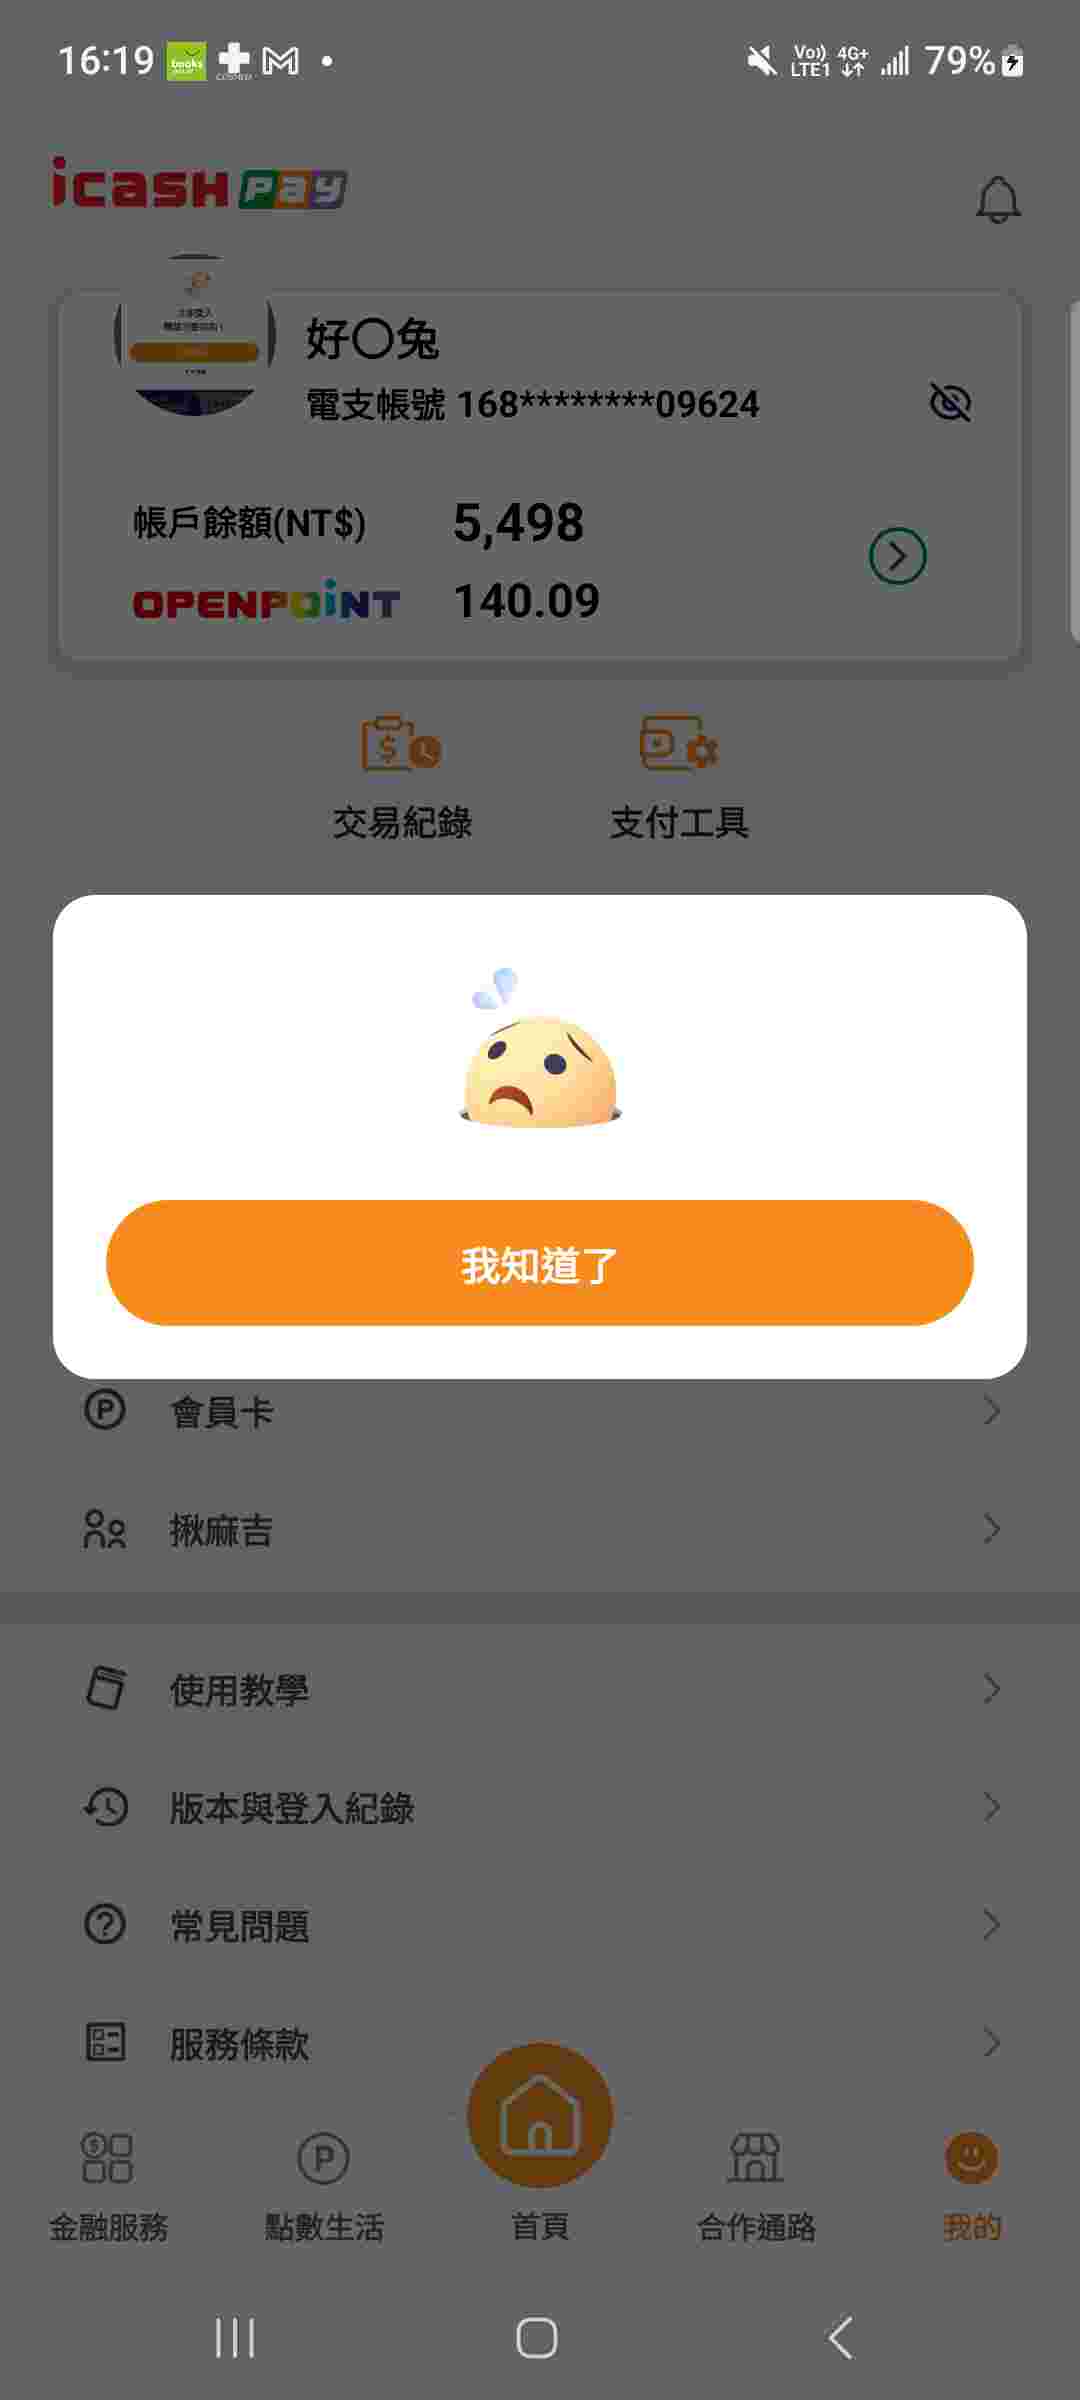 16:19
books
Vo))
LTE1
4G+
79%
icash Pay
好〇兔
電支帳號 168********09624
帳戶餘額(NT$) 5,498
OPENPOINT 140.09
交易紀錄
支付工具
我知道了
會員卡
揪麻吉
使用教學
版本與登入紀錄
常見問題
服務條款
金融服務
點數生活
首頁
合作通路
我的